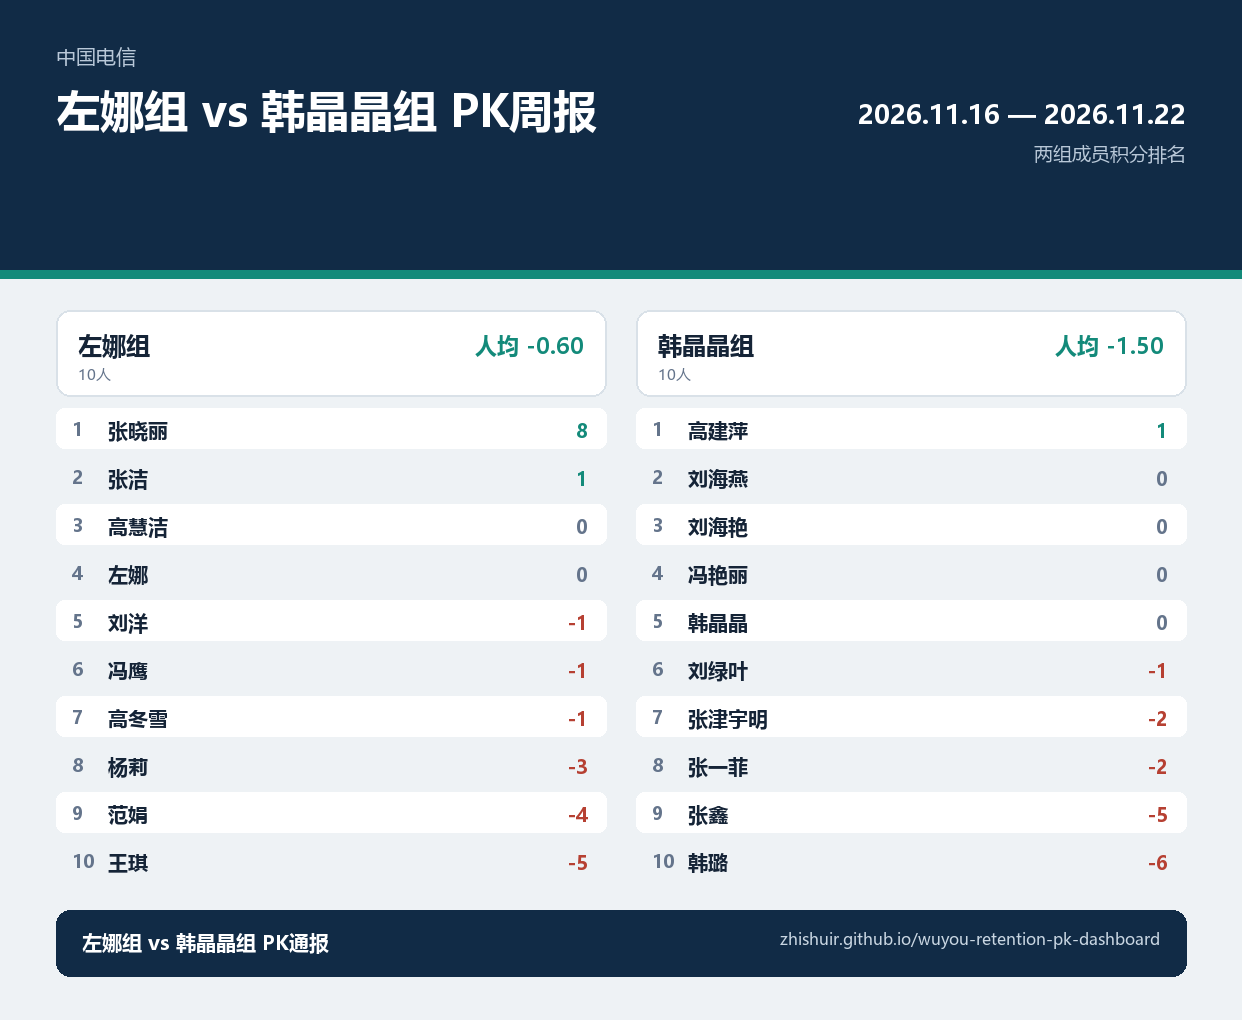 中国电信
左娜组 vs 韩晶晶组 PK周报
2026.11.16 — 2026.11.22
两组成员积分排名
左娜组 人均 -0.60
10人
1 张晓丽 8
2 张洁 1
3 高慧洁 0
4 左娜 0
5 刘洋 -1
6 冯鹰 -1
7 高冬雪 -1
8 杨莉 -3
9 范娟 -4
10 王琪 -5
韩晶晶组 人均 -1.50
10人
1 高建萍 1
2 刘海燕 0
3 刘海艳 0
4 冯艳丽 0
5 韩晶晶 0
6 刘绿叶 -1
7 张津宇明 -2
8 张一菲 -2
9 张鑫 -5
10 韩璐 -6
左娜组 vs 韩晶晶组 PK通报
zhishuir.github.io/wuyou-retention-pk-dashboard